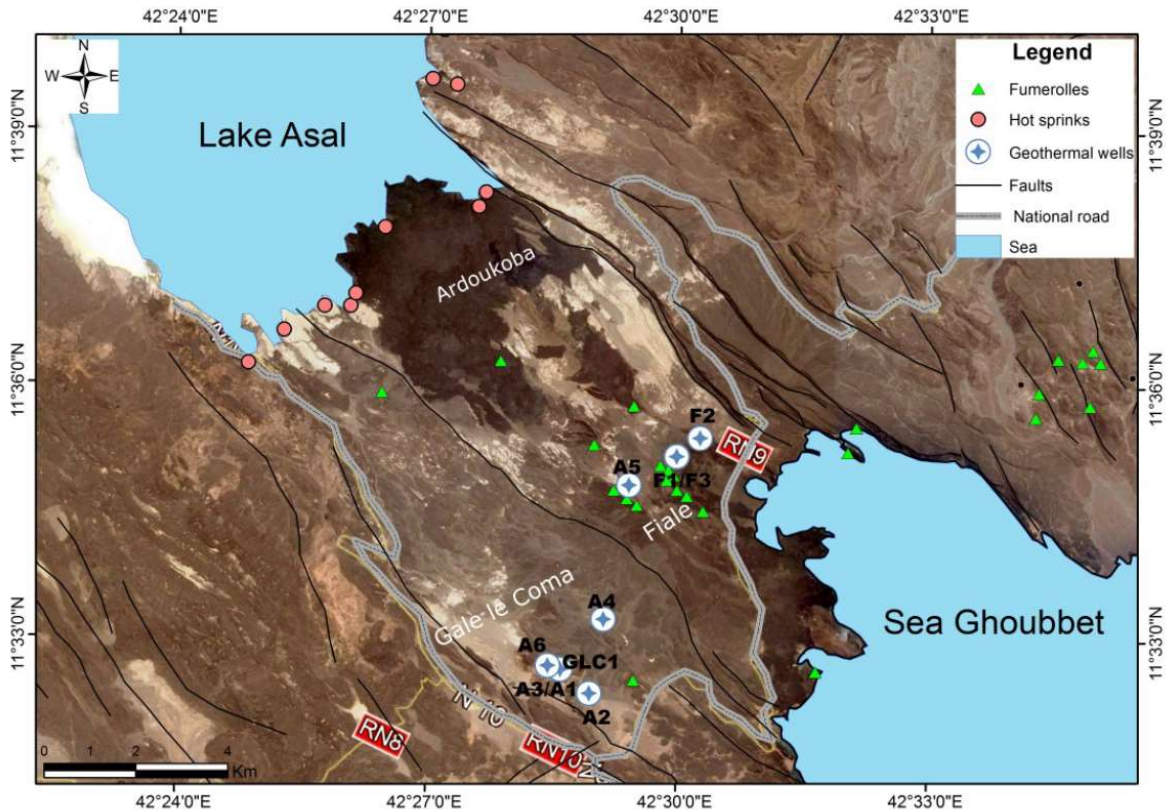 42°24'0"E 42°27'0"E 42°30'0"E 42°33'0"E
N
W E
S
Legend
Fumerolles
Hot sprinks
Geothermal wells
Faults
National road
Sea
11°39'0"N 11°39'0"N
Lake Asal
Ardoukoba
11°36'0"N 11°36'0"N
F2
RN9
A5
F1/F3
Fiale
A4
Gale le Coma
11°33'0"N 11°33'0"N
Sea Ghoubbet
A6
GLC1
A3/A1
A2
N 10
RN8
RN10
0 2 4
Km
42°24'0"E 42°27'0"E 42°30'0"E 42°33'0"E